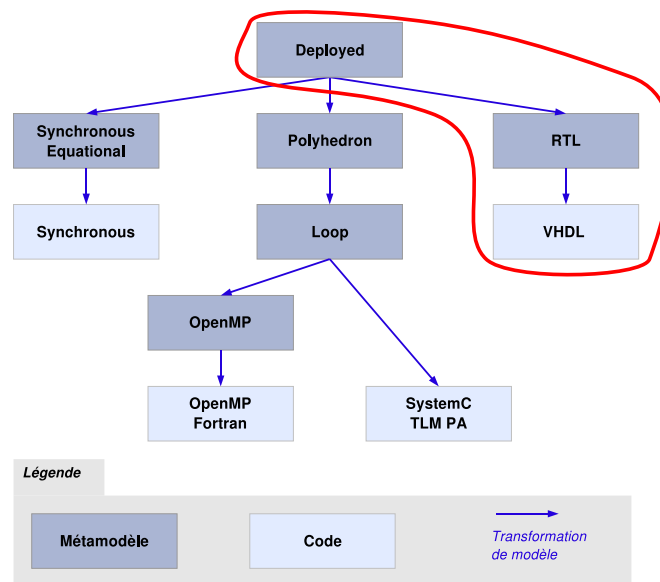 Deployed
Synchronous
Equational
Polyhedron
RTL
Synchronous
Loop
VHDL
OpenMP
OpenMP
Fortran
SystemC
TLM PA
Légende
Métamodèle
Code
Transformation
de modèle